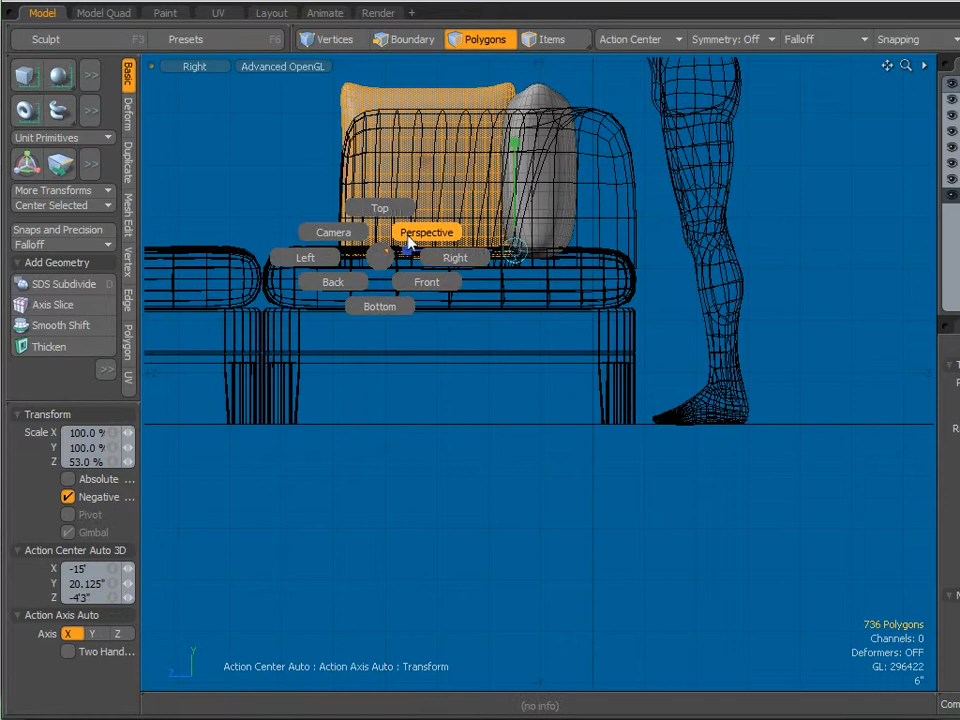 Model Model Quad Paint UV Layout Animate Render +
Sculpt F3 Presets F6 Vertices Boundary Polygons Items Action Center Symmetry: Off Falloff Snapping
Right Advanced OpenGL
Basic
Deform
Duplicate
Mesh Edit
Vertex
Edge
Polygon
UV
>>
>>
Unit Primitives
>>
More Transforms
Center Selected
Snaps and Precision
Falloff
Add Geometry
SDS Subdivide D
Axis Slice
Smooth Shift
Thicken
>>
Top
Camera Perspective
Left Right
Back Front
Bottom
Transform
Scale X 100.0 %
Y 100.0 %
Z 53.0 %
Absolute ...
Negative ...
Pivot
Gimbal
Action Center Auto 3D
X -15'
Y 20.125"
Z -4'3"
Action Axis Auto
Axis X Y Z
Two Hand...
736 Polygons
Channels: 0
Deformers: OFF
GL: 296422
6"
Y
Z
Action Center Auto : Action Axis Auto : Transform
(no info)
Com